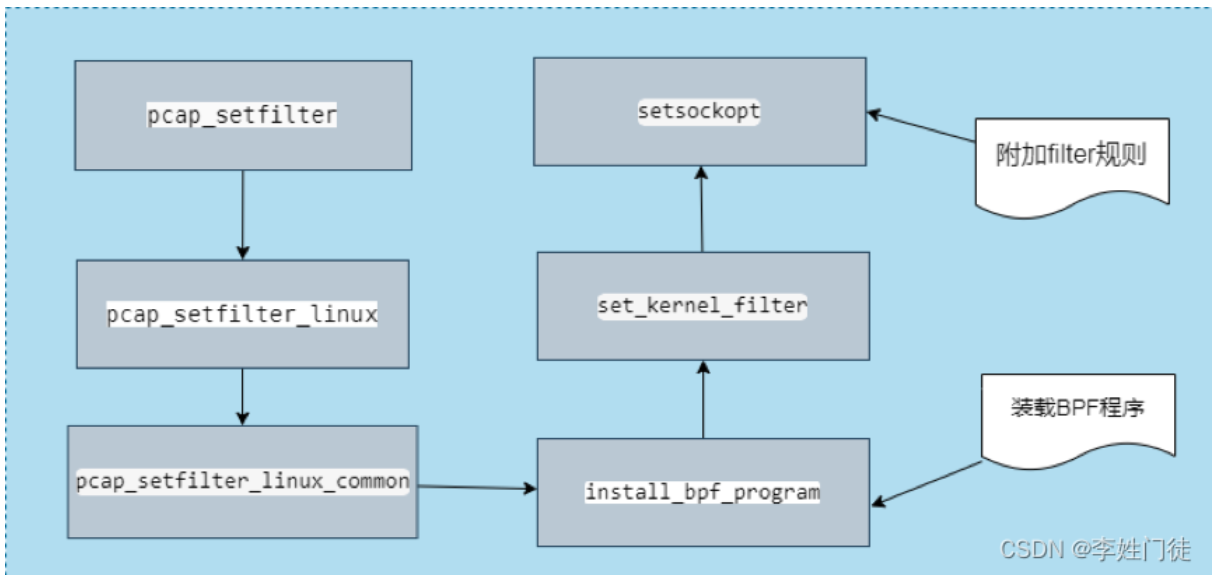 pcap_setfilter
pcap_setfilter_linux
pcap_setfilter_linux_common
install_bpf_program
set_kernel_filter
setsockopt
附加filter规则
装载BPF程序
CSDN @李姓门徒